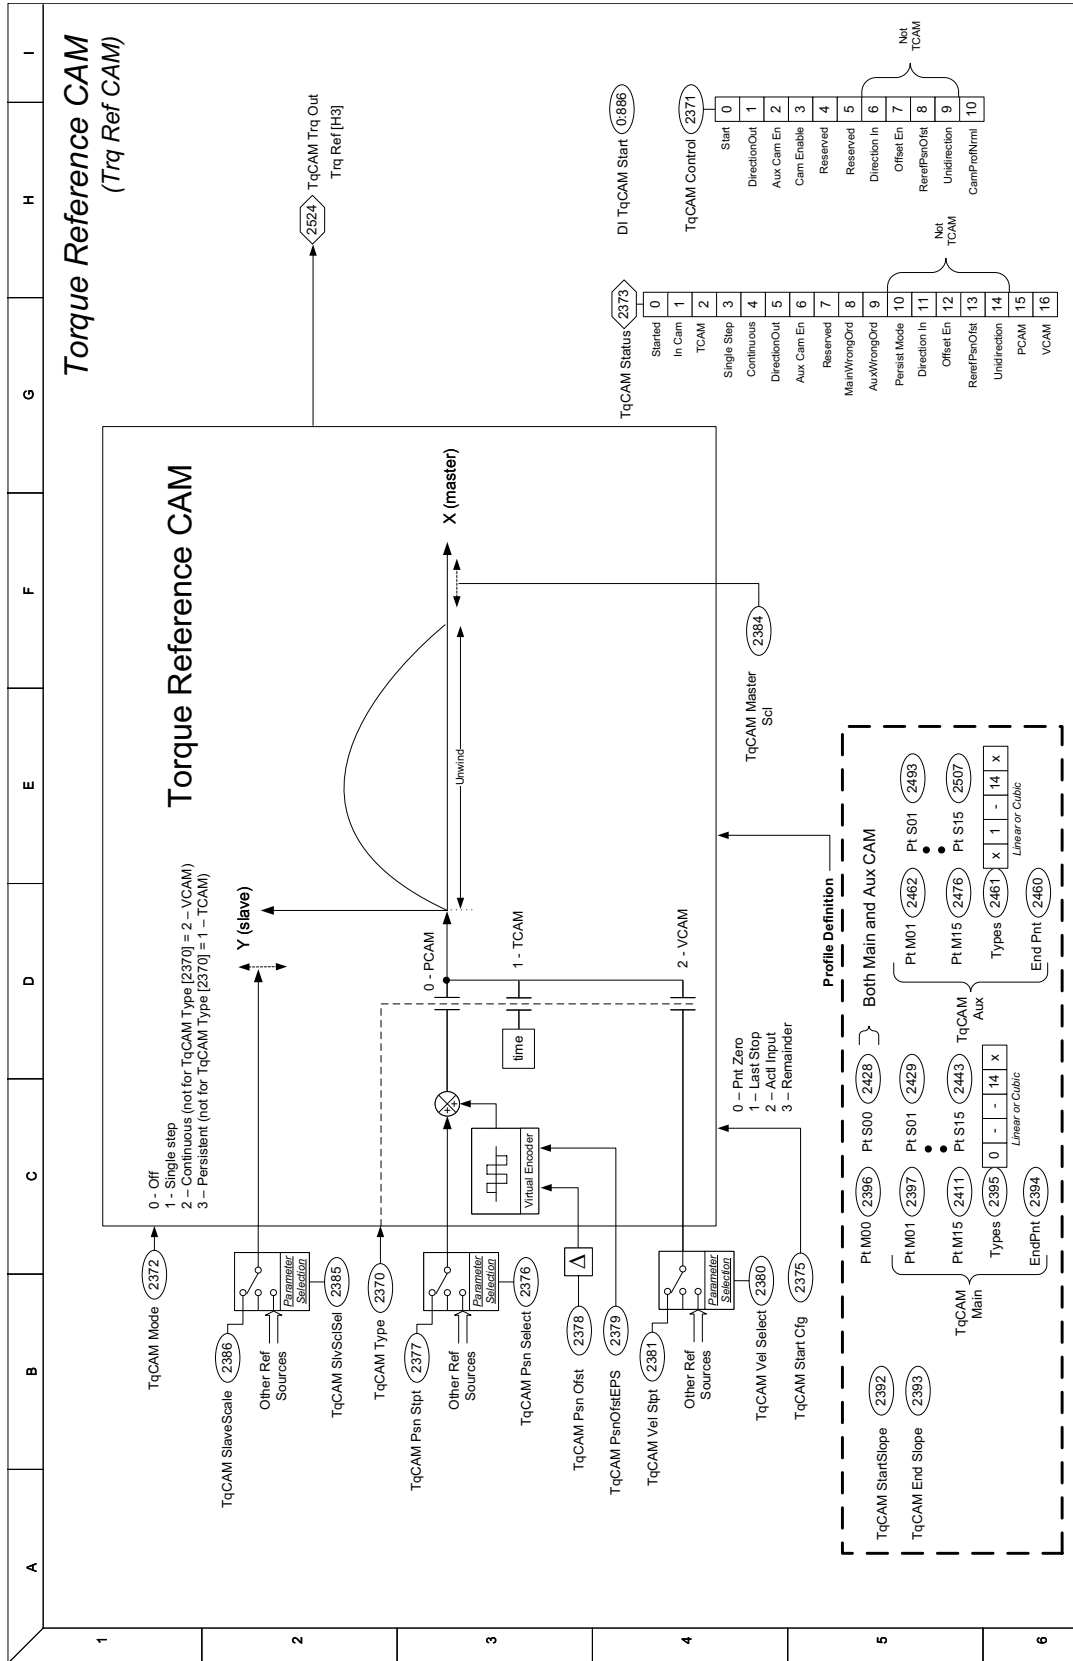 A
B
C
D
E
F
G
H
I
1
2
3
4
5
6
Torque Reference CAM
(Trq Ref CAM)
Torque Reference CAM
TqCAM Mode 2372
0 - Off
1 - Single step
2 – Continuous (not for TqCAM Type [2370] = 2 – VCAM)
3 – Persistent (not for TqCAM Type [2370] = 1 – TCAM)
TqCAM SlaveScale 2386
Other Ref
Sources
Parameter
Selection
TqCAM SlvSclSel 2385
TqCAM Type 2370
TqCAM Psn Stpt 2377
Other Ref
Sources
Parameter
Selection
TqCAM Psn Select 2376
TqCAM Psn Ofst 2378
Δ
TqCAM PsnOfstEPS 2379
Virtual Encoder
+
+
TqCAM Vel Stpt 2381
Other Ref
Sources
Parameter
Selection
TqCAM Vel Select 2380
TqCAM Start Cfg 2375
0 – Pnt Zero
1 – Last Stop
2 – Actl Input
3 – Remainder
Y (slave)
0 - PCAM
time
1 - TCAM
2 - VCAM
Unwind
X (master)
TqCAM Master
Scl
2384
2524 TqCAM Trq Out
Trq Ref [H3]
Profile Definition
TqCAM StartSlope 2392
TqCAM End Slope 2393
Pt M00 2396 Pt S00 2428 Both Main and Aux CAM
TqCAM
Main
Pt M01 2397 Pt S01 2429
Pt M15 2411 Pt S15 2443
Types 2395 0 - - 14 x
Linear or Cubic
EndPnt 2394
TqCAM
Aux
Pt M01 2462 Pt S01 2493
Pt M15 2476 Pt S15 2507
Types 2461 x 1 - 14 x
Linear or Cubic
End Pnt 2460
TqCAM Status 2373
Started 0
In Cam 1
TCAM 2
Single Step 3
Continuous 4
DirectionOut 5
Aux Cam En 6
Reserved 7
MainWrongOrd 8
AuxWrongOrd 9
Persist Mode 10
Direction In 11
Offset En 12
RerefPsnOfst 13
Unidirection 14
PCAM 15
VCAM 16
Not
TCAM
DI TqCAM Start 0:886
TqCAM Control 2371
Start 0
DirectionOut 1
Aux Cam En 2
Cam Enable 3
Reserved 4
Reserved 5
Direction In 6
Offset En 7
RerefPsnOfst 8
Unidirection 9
CamProfNrml 10
Not
TCAM